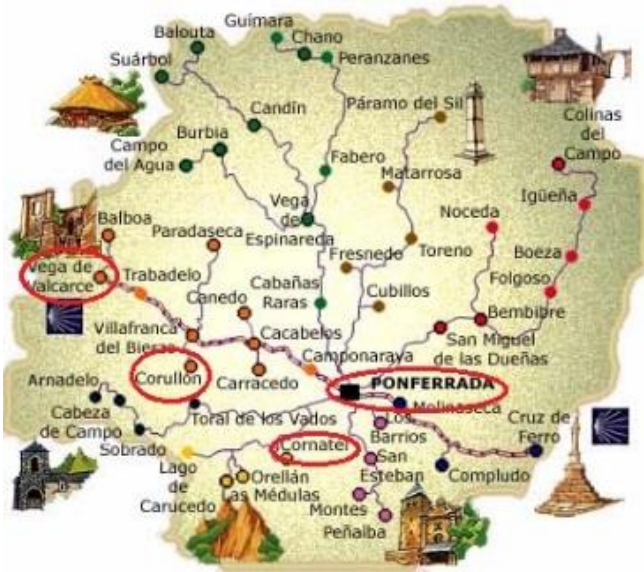 Guímara
Balouta
Chano
Peranzanes
Suárbol
Candín
Páramo del Sil
Colinas
del
Campo
Burbia
Campo
del Agua
Fabero
Matarrosa
Igüeña
Vega
de
Espinareda
Noceda
Balboa
Paradaseca
Toreno
Boeza
Vega de
Valcarce
Trabadelo
Fresnedo
Folgoso
Cabañas
Raras
Cubillos
Canedo
Bembibre
Villafranca
del Bierzo
Cacabelos
San Miguel
de las Dueñas
Camponaraya
Corullón
Carracedo
PONFERRADA
Arnadelo
Molinaseca
Cabeza
de Campo
Toral de los Vados
Los
Barrios
Cruz de
Ferro
Sobrado
Cornatel
San
Esteban
Lago
de
Carucedo
Orellán
Las Médulas
Compludo
Montes
Peñalba